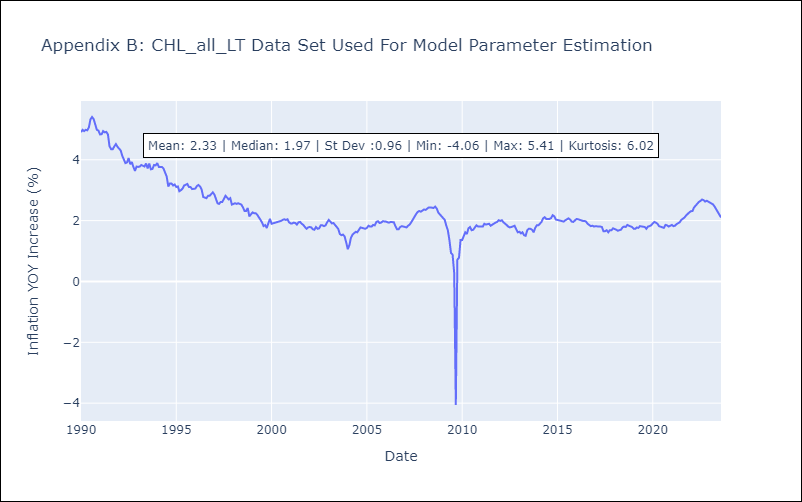 Appendix B: CHL_all_LT Data Set Used For Model Parameter Estimation
Mean: 2.33 | Median: 1.97 | St Dev :0.96 | Min: -4.06 | Max: 5.41 | Kurtosis: 6.02
Inflation YOY Increase (%)
4
2
0
−2
−4
1990 1995 2000 2005 2010 2015 2020
Date